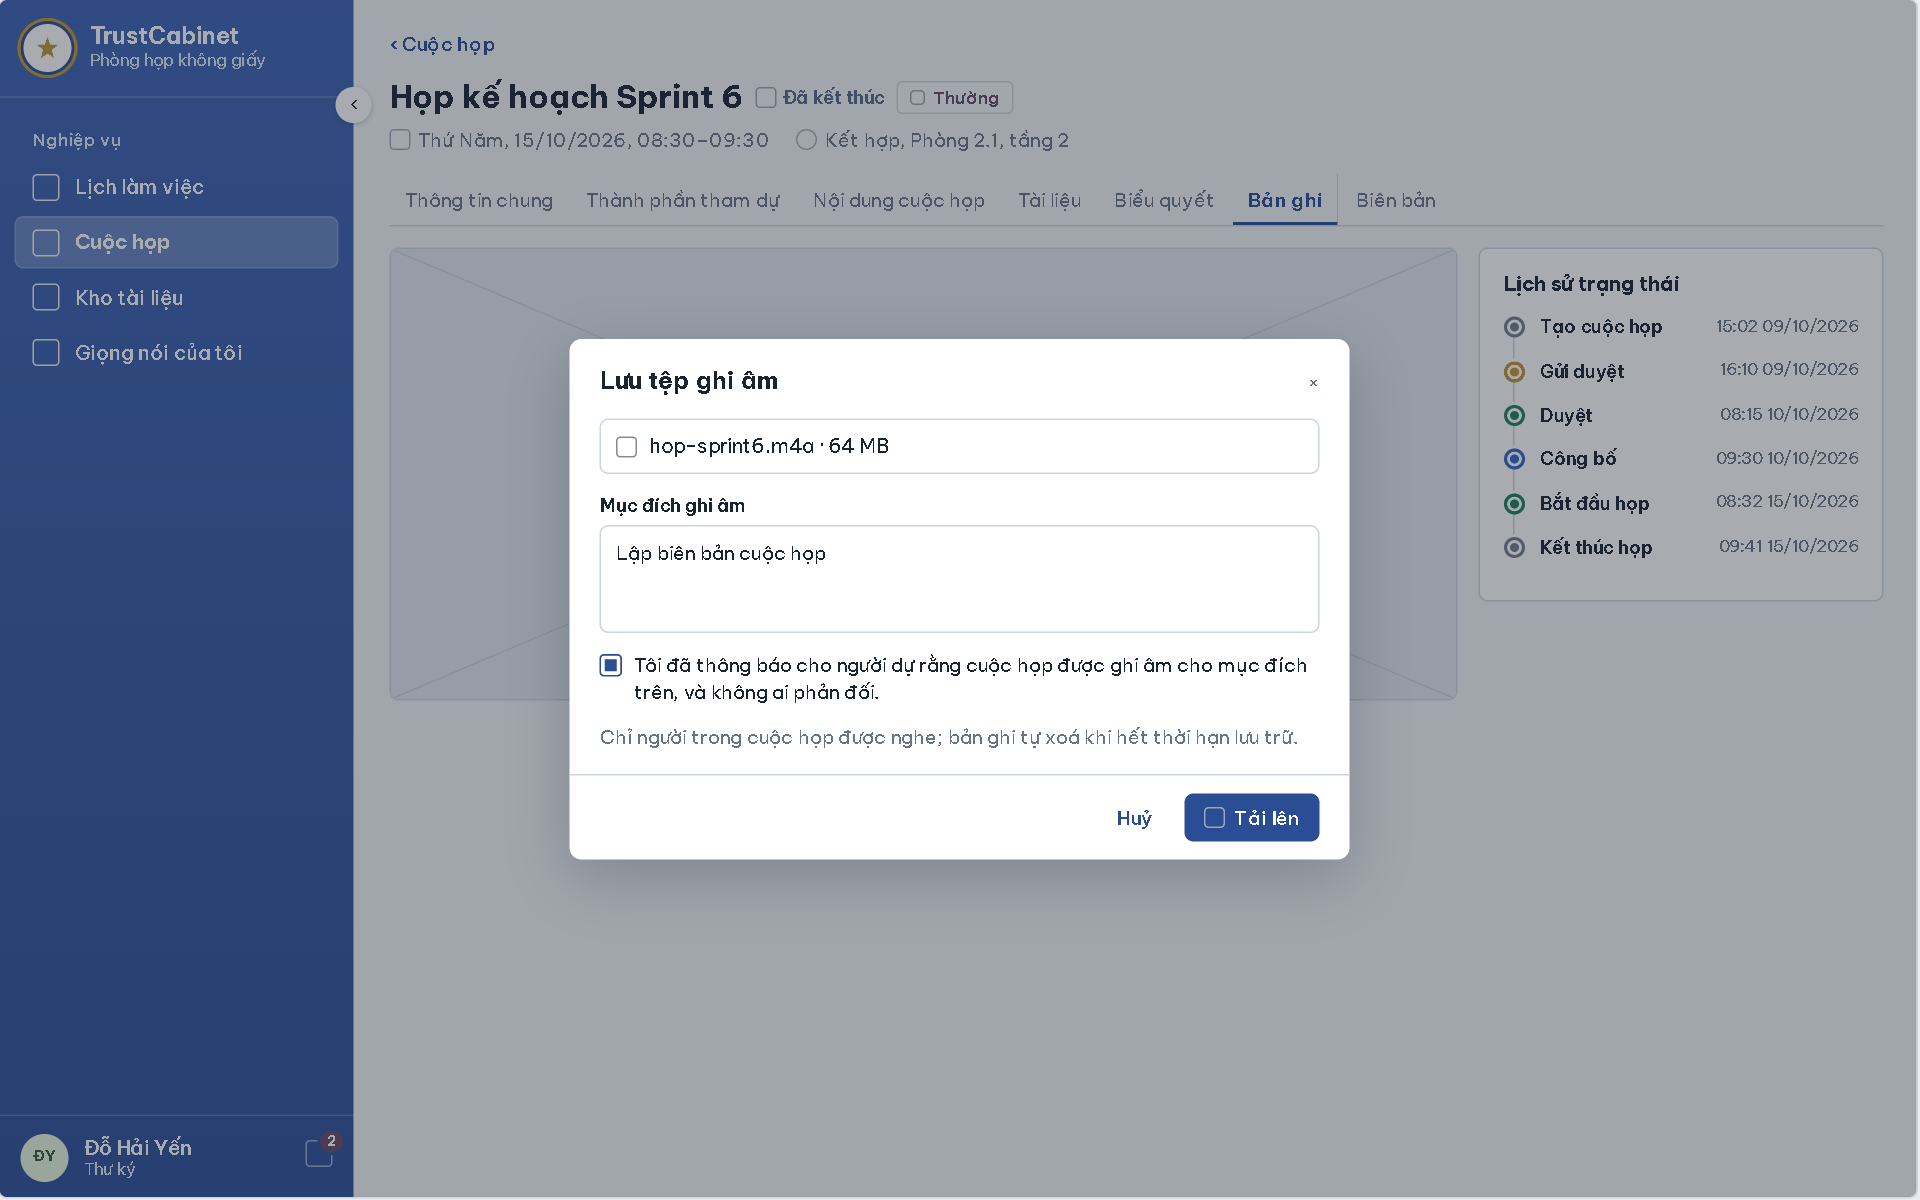 TrustCabinet
Phòng họp không giấy
Nghiệp vụ
Lịch làm việc
Cuộc họp
Kho tài liệu
Giọng nói của tôi
ĐY
Đỗ Hải Yến
Thư ký
2
‹ Cuộc họp
Họp kế hoạch Sprint 6
Đã kết thúc
Thường
Thứ Năm, 15/10/2026, 08:30–09:30
Kết hợp, Phòng 2.1, tầng 2
Thông tin chung
Thành phần tham dự
Nội dung cuộc họp
Tài liệu
Biểu quyết
Bản ghi
Biên bản
Lịch sử trạng thái
Tạo cuộc họp 15:02 09/10/2026
Gửi duyệt 16:10 09/10/2026
Duyệt 08:15 10/10/2026
Công bố 09:30 10/10/2026
Bắt đầu họp 08:32 15/10/2026
Kết thúc họp 09:41 15/10/2026
Lưu tệp ghi âm
×
hop-sprint6.m4a · 64 MB
Mục đích ghi âm
Lập biên bản cuộc họp
Tôi đã thông báo cho người dự rằng cuộc họp được ghi âm cho mục đích
trên, và không ai phản đối.
Chỉ người trong cuộc họp được nghe; bản ghi tự xoá khi hết thời hạn lưu trữ.
Huỷ
Tải lên